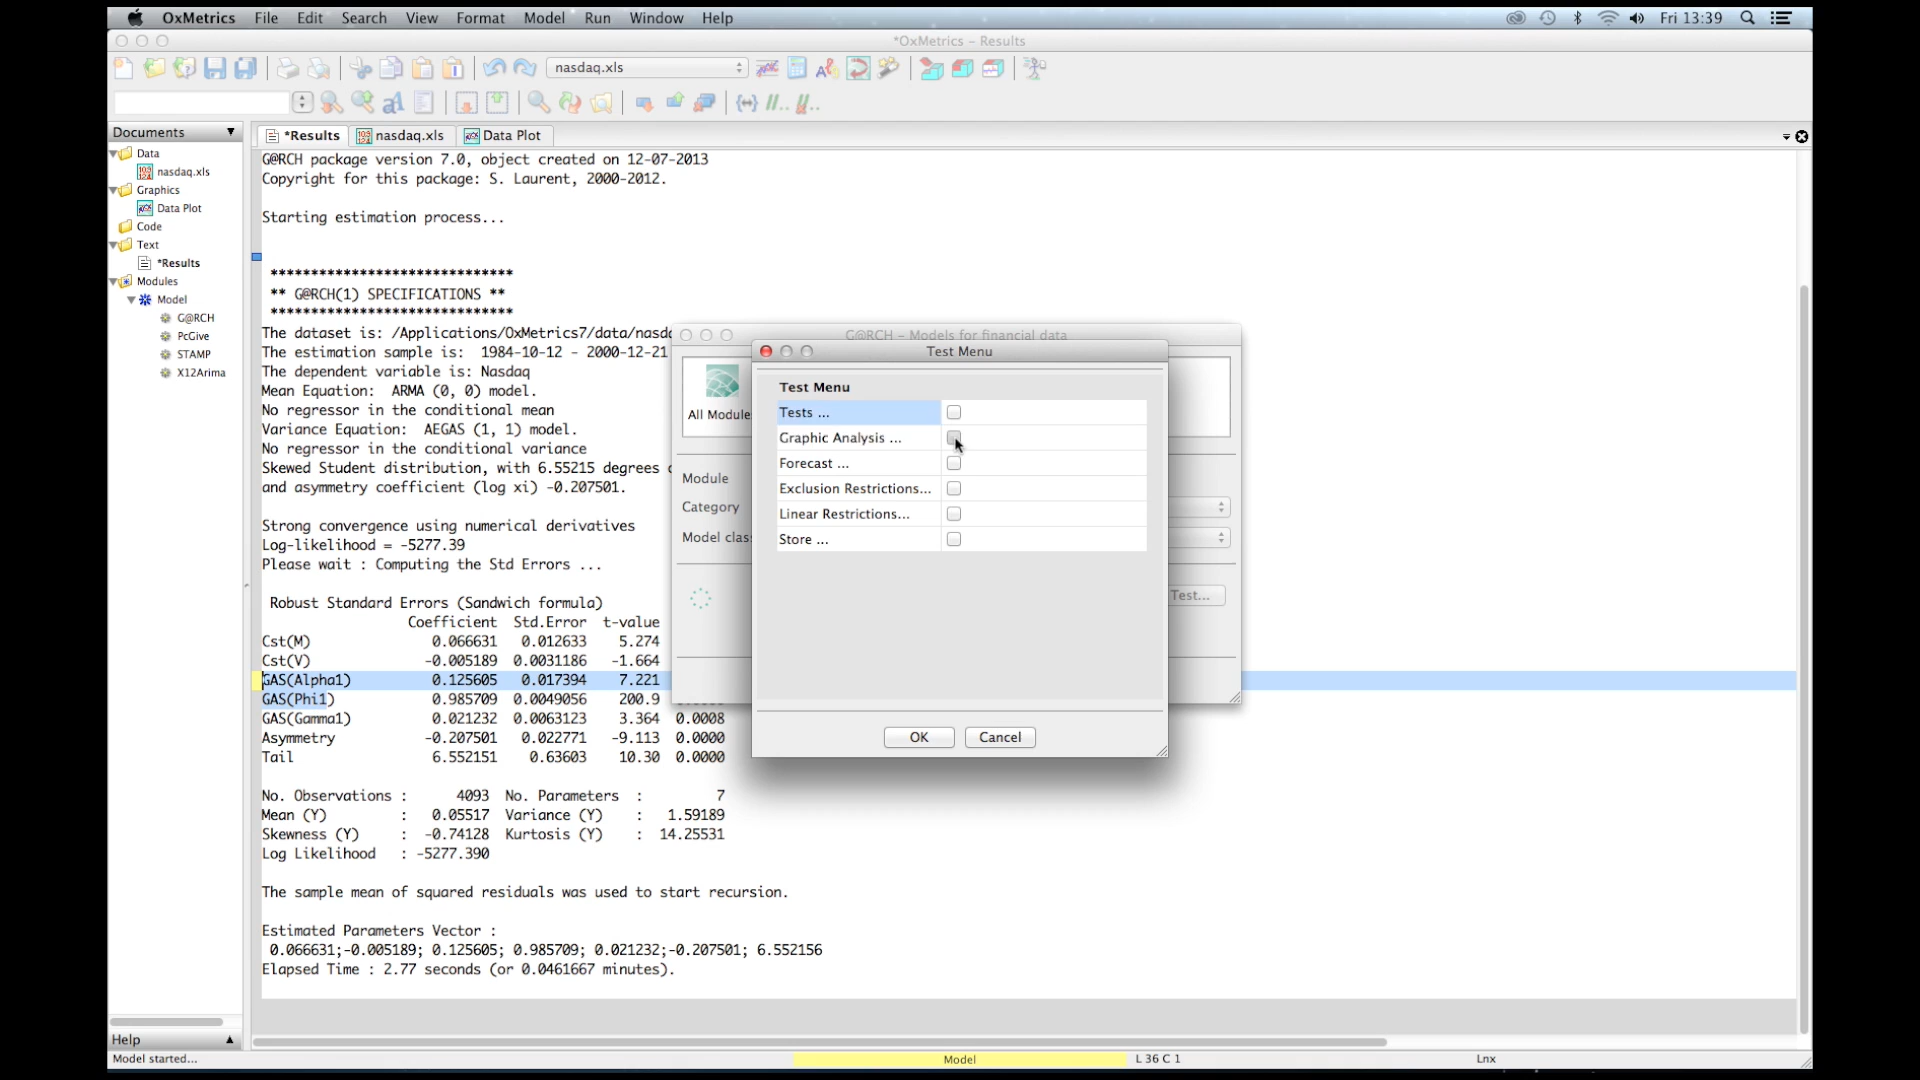 OxMetrics File Edit Search View Format Model Run Window Help Fri 13:39
*OxMetrics - Results
nasdaq.xls
Documents
*Results nasdaq.xls Data Plot
Data
nasdaq.xls
Graphics
Data Plot
Code
Text
*Results
Modules
Model
G@RCH
PcGive
STAMP
X12Arima
Help
G@RCH package version 7.0, object created on 12-07-2013
Copyright for this package: S. Laurent, 2000-2012.
Starting estimation process...
******************************
** G@RCH(1) SPECIFICATIONS **
******************************
The dataset is: /Applications/OxMetrics7/data/nasd
The estimation sample is: 1984-10-12 - 2000-12-21
The dependent variable is: Nasdaq
Mean Equation: ARMA (0, 0) model.
No regressor in the conditional mean
Variance Equation: AEGAS (1, 1) model.
No regressor in the conditional variance
Skewed Student distribution, with 6.55215 degrees
and asymmetry coefficient (log xi) -0.207501.
Strong convergence using numerical derivatives
Log-likelihood = -5277.39
Please wait : Computing the Std Errors ...
Robust Standard Errors (Sandwich formula)
Coefficient Std.Error t-value
Cst(M) 0.066631 0.012633 5.274
Cst(V) -0.005189 0.0031186 -1.664
GAS(Alpha1) 0.125605 0.017394 7.221
GAS(Phi1) 0.985709 0.0049056 200.9
GAS(Gamma1) 0.021232 0.0063123 3.364 0.0008
Asymmetry -0.207501 0.022771 -9.113 0.0000
Tail 6.552151 0.63603 10.30 0.0000
No. Observations : 4093 No. Parameters : 7
Mean (Y) : 0.05517 Variance (Y) : 1.59189
Skewness (Y) : -0.74128 Kurtosis (Y) : 14.25531
Log Likelihood : -5277.390
The sample mean of squared residuals was used to start recursion.
Estimated Parameters Vector :
0.066631;-0.005189; 0.125605; 0.985709; 0.021232;-0.207501; 6.552156
Elapsed Time : 2.77 seconds (or 0.0461667 minutes).
G@RCH - Models for financial data
All Module
Module
Category
Model clas
Test...
Test Menu
Test Menu
Tests ...
Graphic Analysis ...
Forecast ...
Exclusion Restrictions...
Linear Restrictions...
Store ...
OK Cancel
Model started... Model L 36 C 1 Lnx